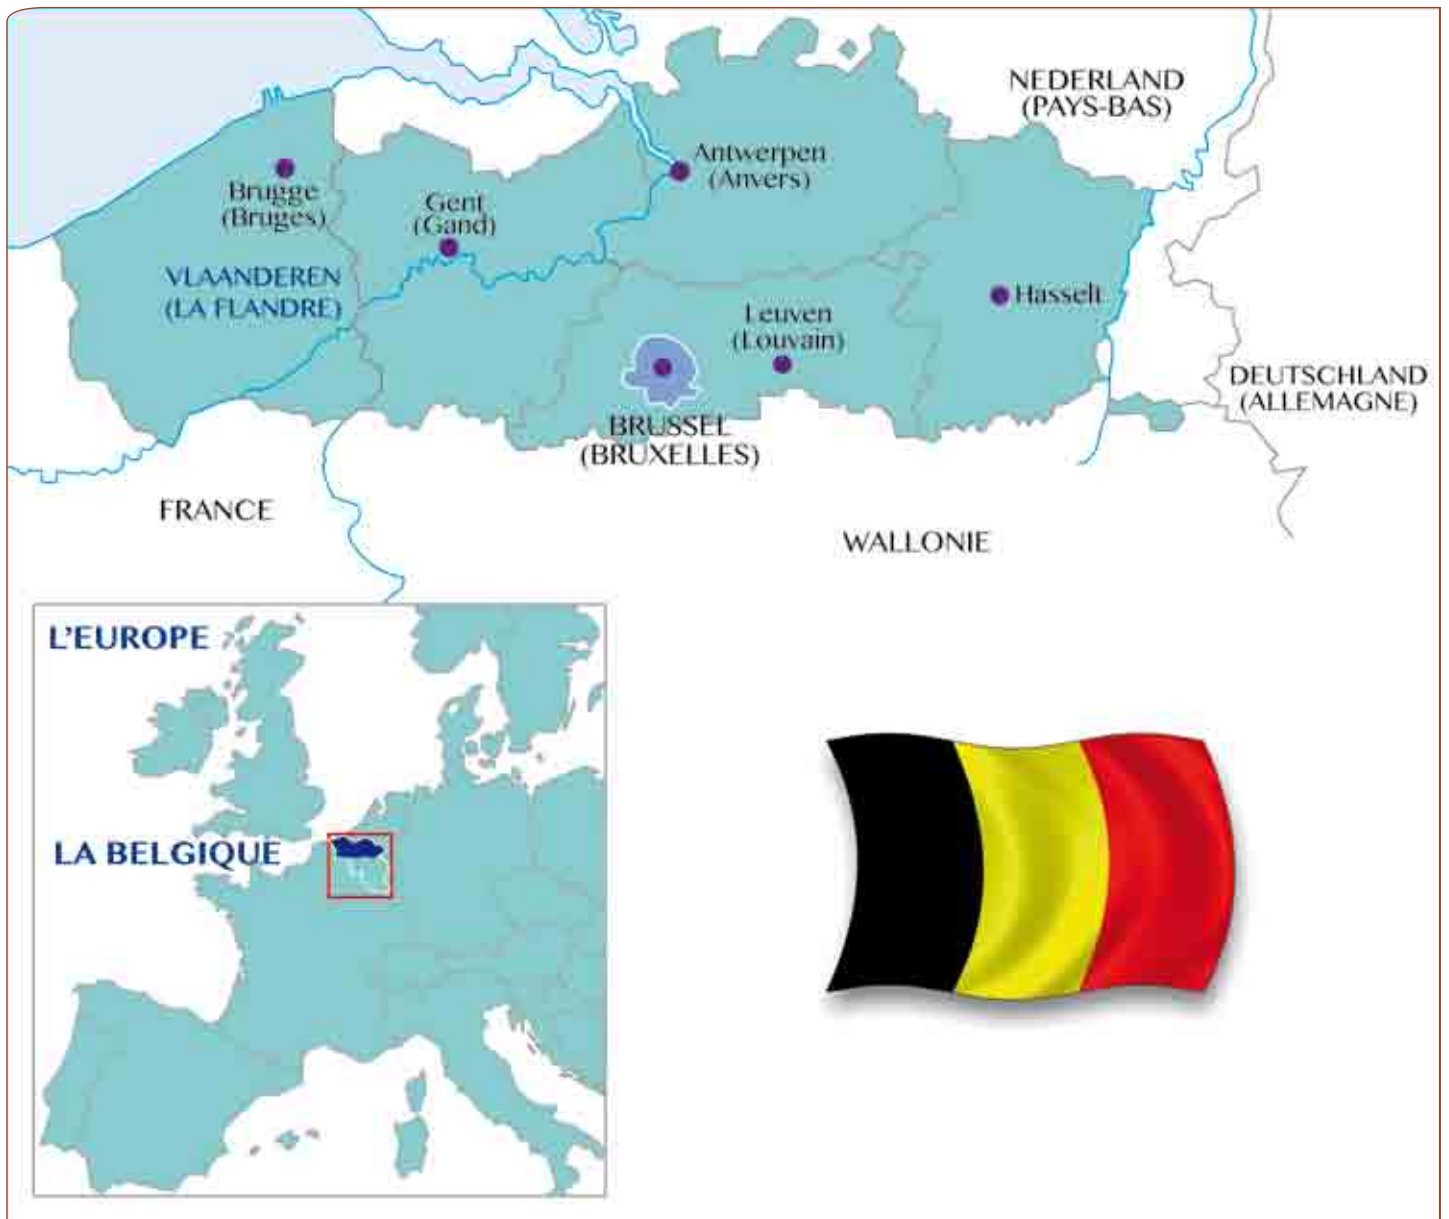 NEDERLAND
(PAYS-BAS)
Antwerpen
(Anvers)
Brugge
(Bruges)
Gent
(Gand)
VLAANDEREN
(LA FLANDRE)
Hasselt
Leuven
(Louvain)
DEUTSCHLAND
(ALLEMAGNE)
BRUSSEL
(BRUXELLES)
FRANCE
WALLONIE
L'EUROPE
LA BELGIQUE